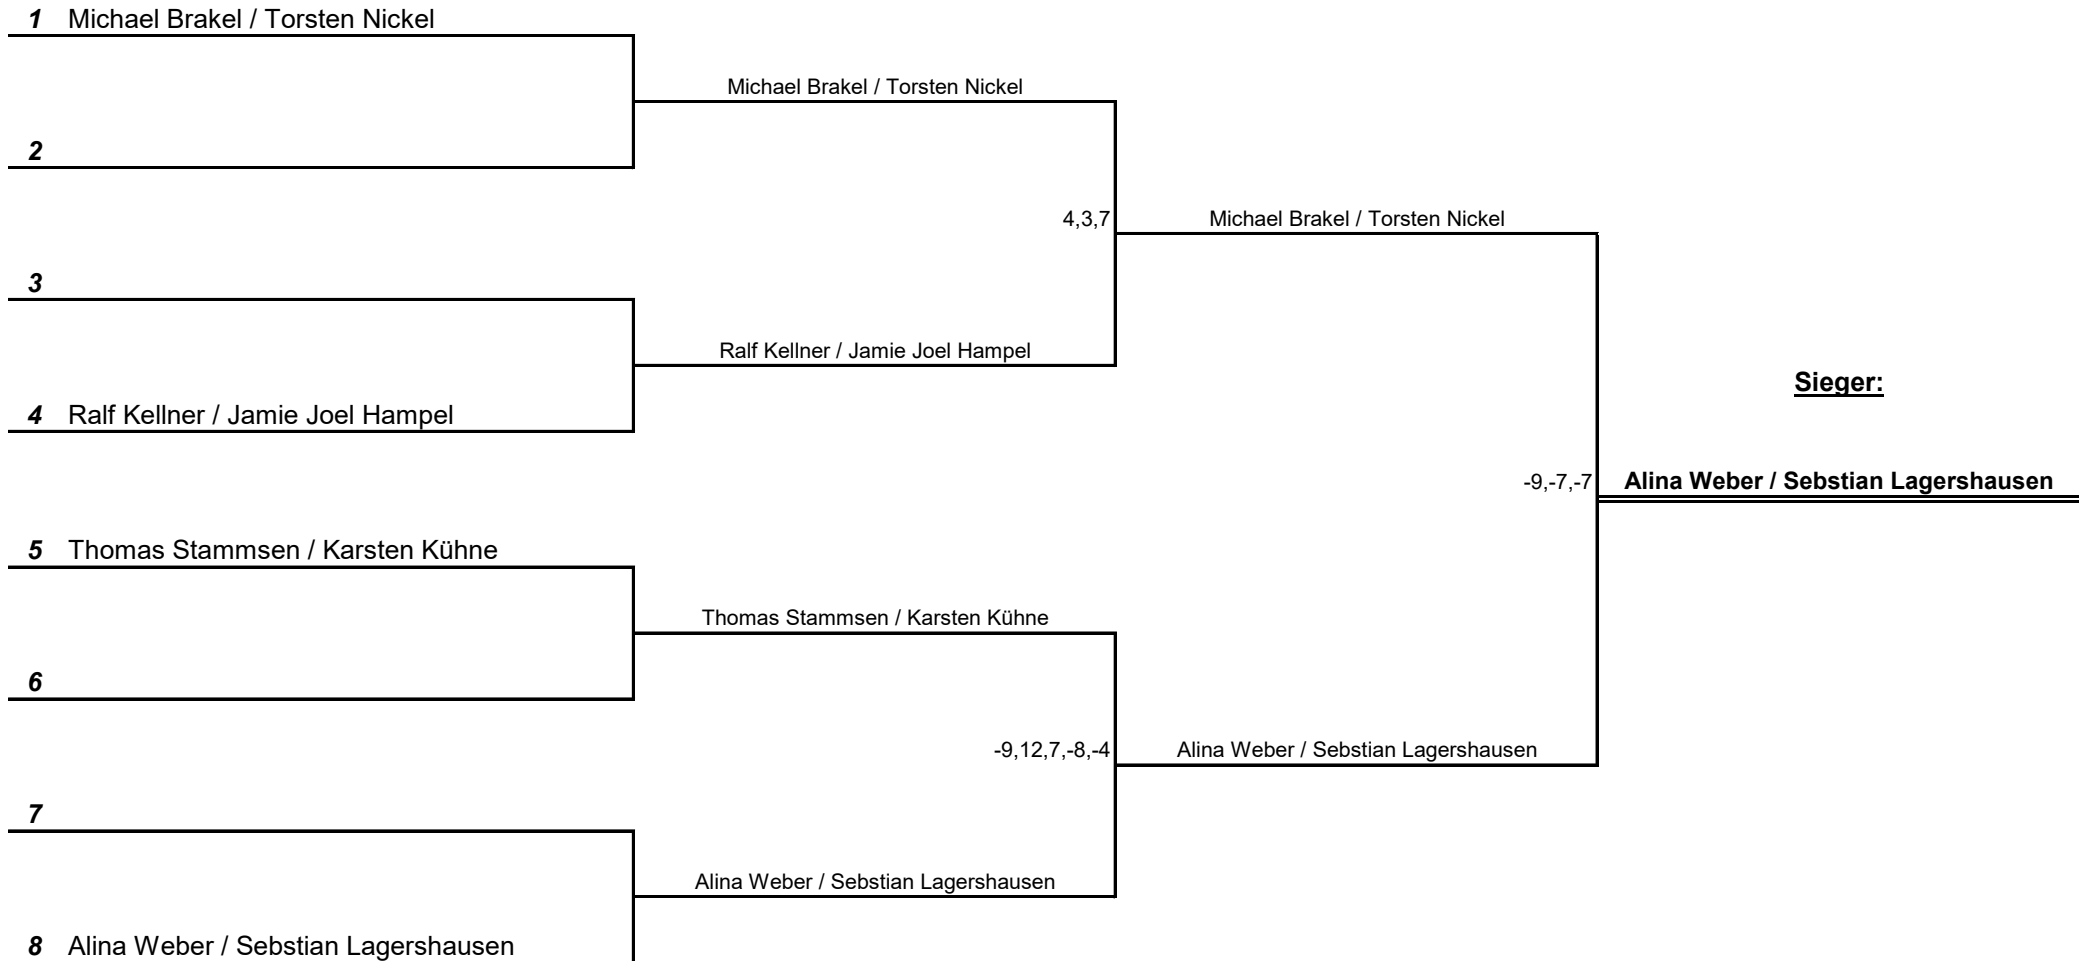 1 Michael Brakel / Torsten Nickel
Michael Brakel / Torsten Nickel
2
4,3,7
Michael Brakel / Torsten Nickel
3
Ralf Kellner / Jamie Joel Hampel
Sieger:
4 Ralf Kellner / Jamie Joel Hampel
-9,-7,-7
Alina Weber / Sebstian Lagershausen
5 Thomas Stammsen / Karsten Kühne
Thomas Stammsen / Karsten Kühne
6
-9,12,7,-8,-4
Alina Weber / Sebstian Lagershausen
7
Alina Weber / Sebstian Lagershausen
8 Alina Weber / Sebstian Lagershausen